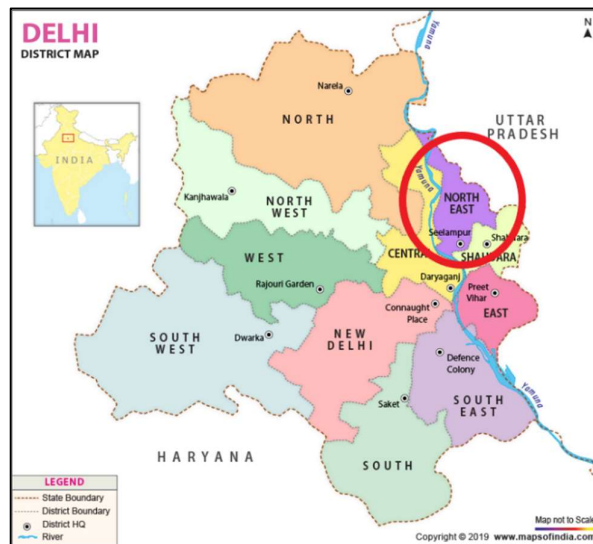 DELHI
DISTRICT MAP
N
Yamuna
Narela
NORTH
UTTAR
PRADESH
INDIA
Yamuna
Kanjhawala
NORTH
WEST
NORTH
EAST
Seelampur
SHAHDARA
WEST
CENTRAL
Rajouri Garden
Daryaganj
Preet
Vihar
Connaught
Place
EAST
SOUTH
WEST
Dwarka
NEW
DELHI
Defence
Colony
SOUTH
EAST
Yamuna
Saket
HARYANA
SOUTH
LEGEND
State Boundary
District Boundary
District HQ
River
Map not to Scale
Copyright © 2019 www.mapsofindia.com